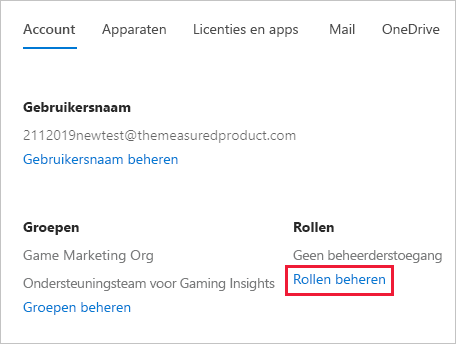 Account Apparaten Licenties en apps Mail OneDrive
Gebruikersnaam
2112019newtest@themeasuredproduct.com
Gebruikersnaam beheren
Groepen
Game Marketing Org
Ondersteuningsteam voor Gaming Insights
Groepen beheren
Rollen
Geen beheerderstoegang
Rollen beheren